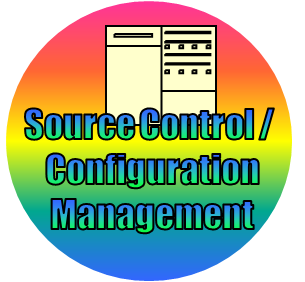 Source Control /
Configuration
Management